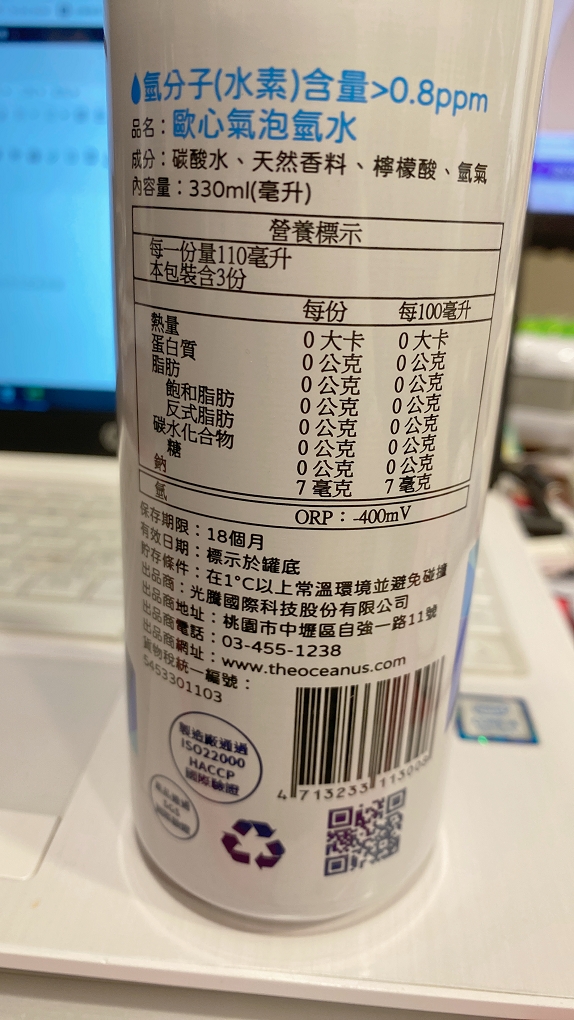 氫分子(水素)含量>0.8ppm
品名：歐心氣泡氫水
成分：碳酸水、天然香料、檸檬酸、氫氣
內容量：330ml(毫升)
營養標示
每一份量110毫升
本包裝含3份
每份 每100毫升
熱量 0大卡 0大卡
蛋白質 0公克 0公克
脂肪 0公克 0公克
飽和脂肪 0公克 0公克
反式脂肪 0公克 0公克
碳水化合物 0公克 0公克
糖 0公克 0公克
鈉 7毫克 7毫克
氫 ORP：-400mV
保存期限：18個月
有效日期：標示於罐底
貯存條件：在1°C以上常溫環境並避免碰撞
出品商：光騰國際科技股份有限公司
出品商地址：桃園市中壢區自強一路11號
出品商電話：03-455-1238
出品商網址：www.theoceanus.com
貨物稅統一編號：
5453301103
製造廠通過
ISO22000
HACCP
國際驗證
SGS
4 713233 11300